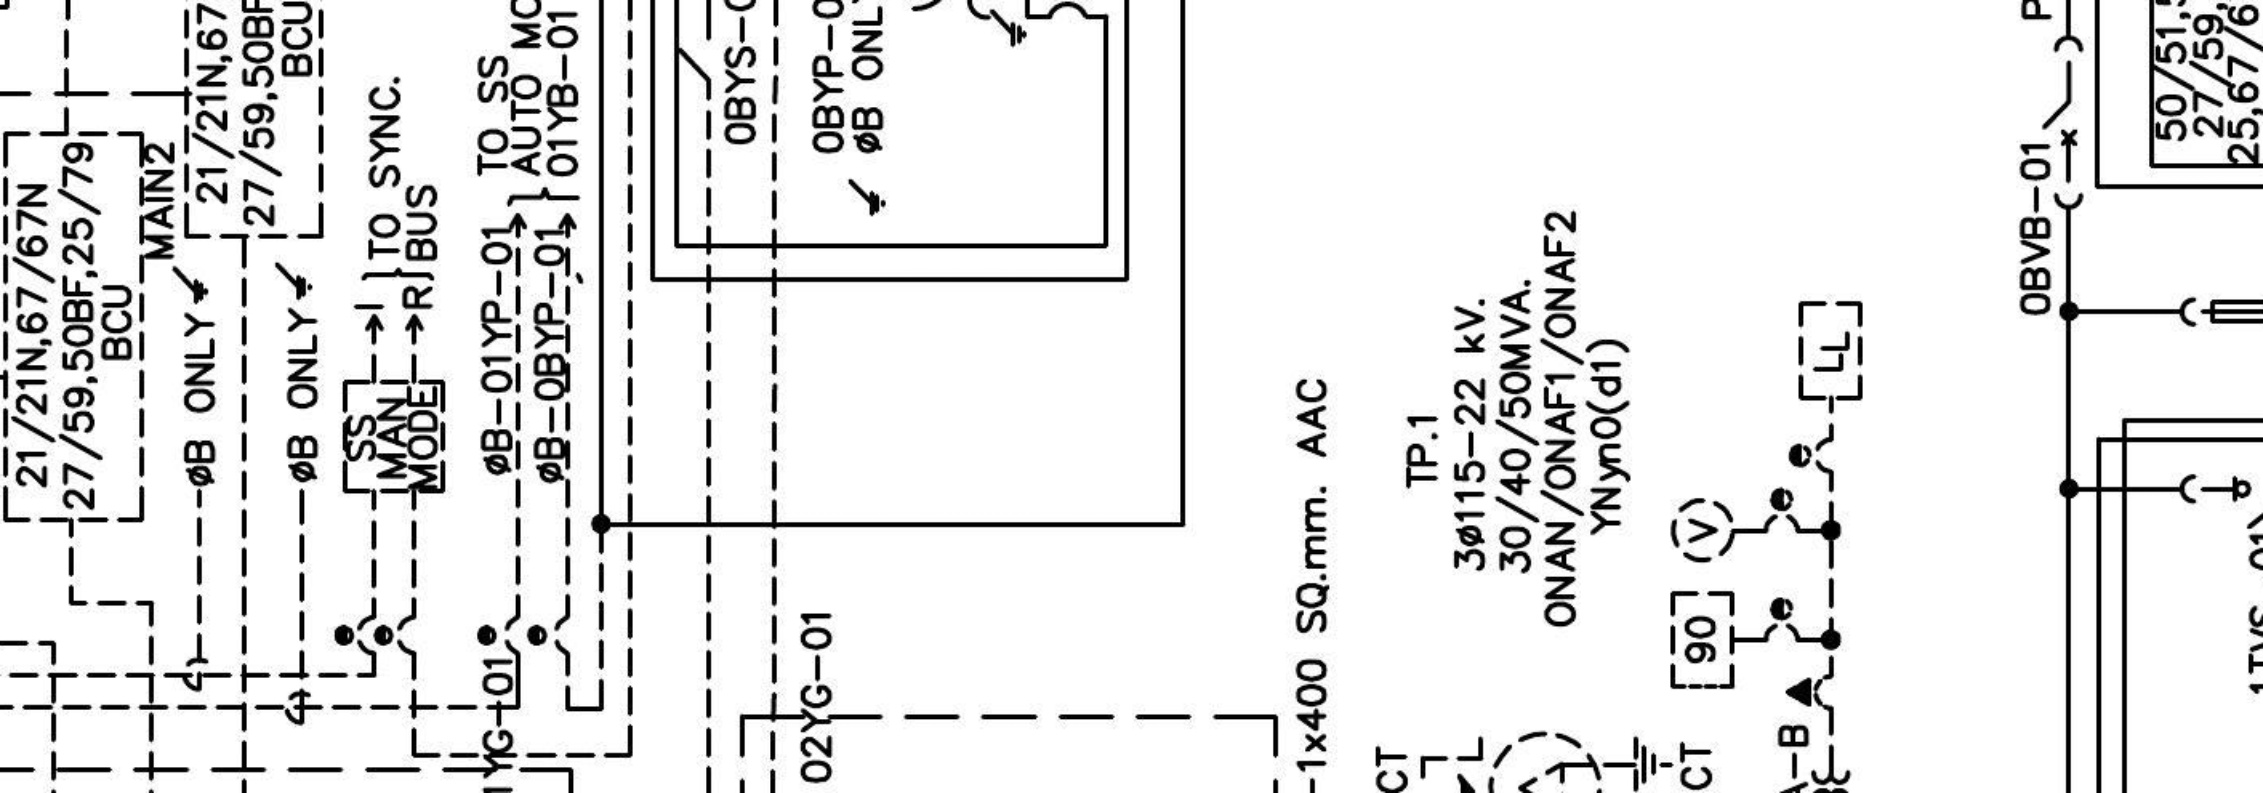 21/21N,67/67N
27/59,50BF,25/79
BCU
MAIN2
21/21N,67
27/59,50BF
BCU
øB ONLY
øB ONLY
SS
MAN
MODE
I } TO SYNC.
R } BUS
øB-01YP-01
øB-0BYP-01
TO SS
AUTO MO
01YB-01
0BYS-0
0BYP-0
øB ONL
1YG-01
02YG-01
-1x400 SQ.mm. AAC
TP.1
3ø115-22 kV.
30/40/50MVA.
ONAN/ONAF1/ONAF2
YNyn0(d1)
CT
CT
LL
V
90
A-B
P
0BVB-01
50/51,5
27/59,
25,67/6
1TVS-01